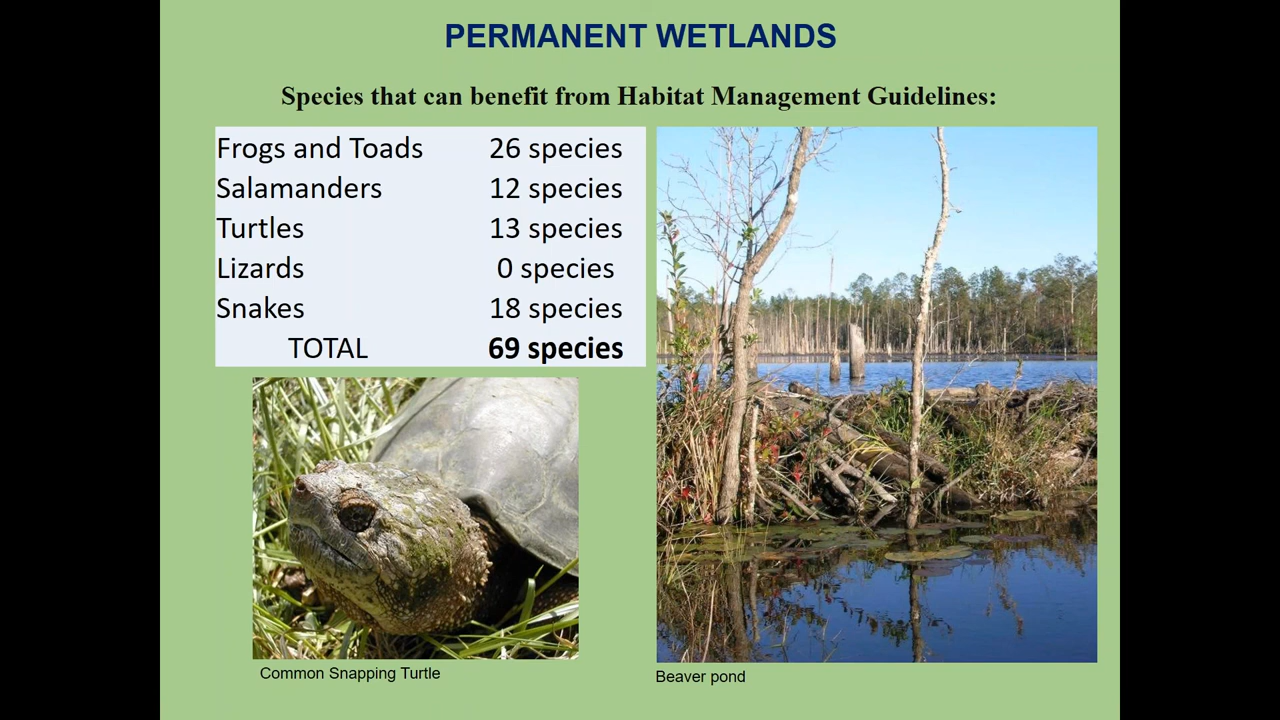 PERMANENT WETLANDS
Species that can benefit from Habitat Management Guidelines:
Frogs and Toads 26 species
Salamanders 12 species
Turtles 13 species
Lizards 0 species
Snakes 18 species
TOTAL 69 species
Common Snapping Turtle
Beaver pond